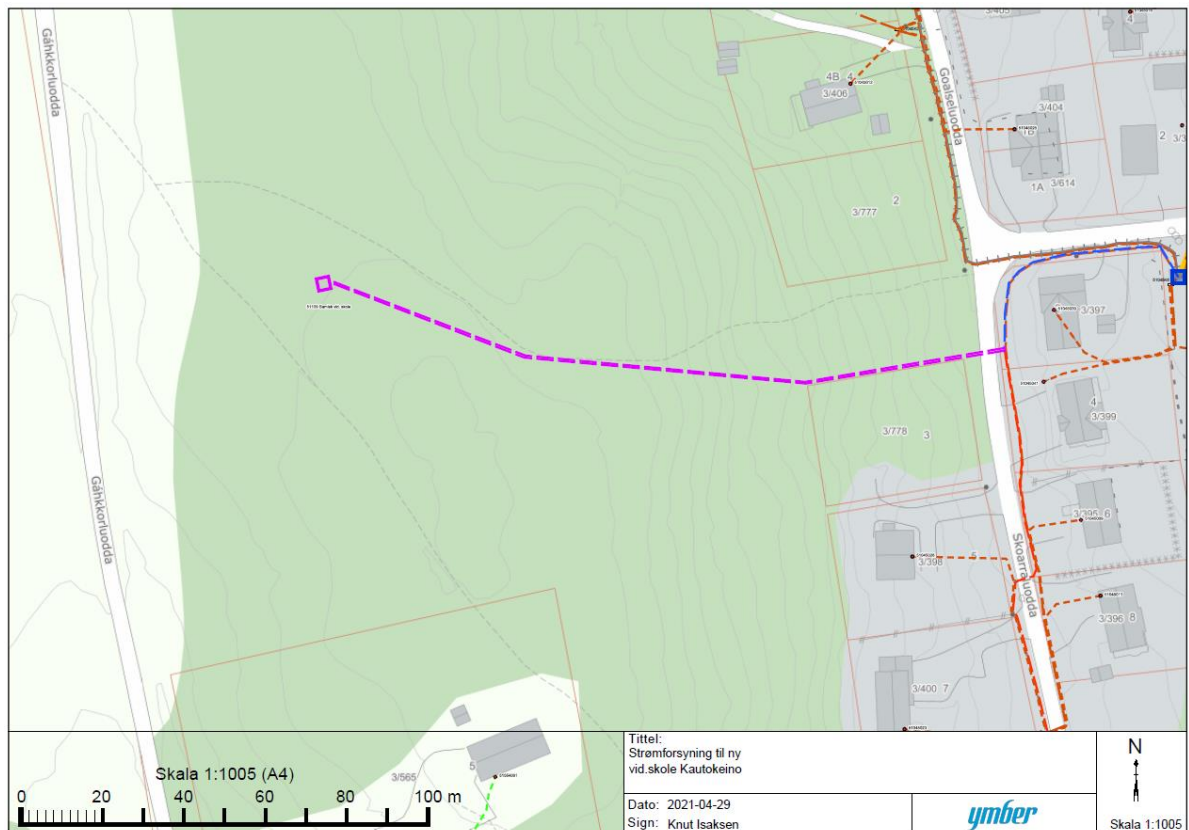 Gáhkkorluodda
Goalseluodda
3/405
4
4B 4
3/406
3/404
1B
2
1A 3/614
3/777 2
3/397
4
3/399
3/778 3
3/395 6
5
3/398
Skoarraluodda
3/396 8
Gáhkkorluodda
3/400 7
3/565 5
Skala 1:1005 (A4)
0 20 40 60 80 100 m
Tittel:
Strømforsyning til ny
vid.skole Kautokeino
Dato: 2021-04-29
Sign: Knut Isaksen
ymber
N
Skala 1:1005